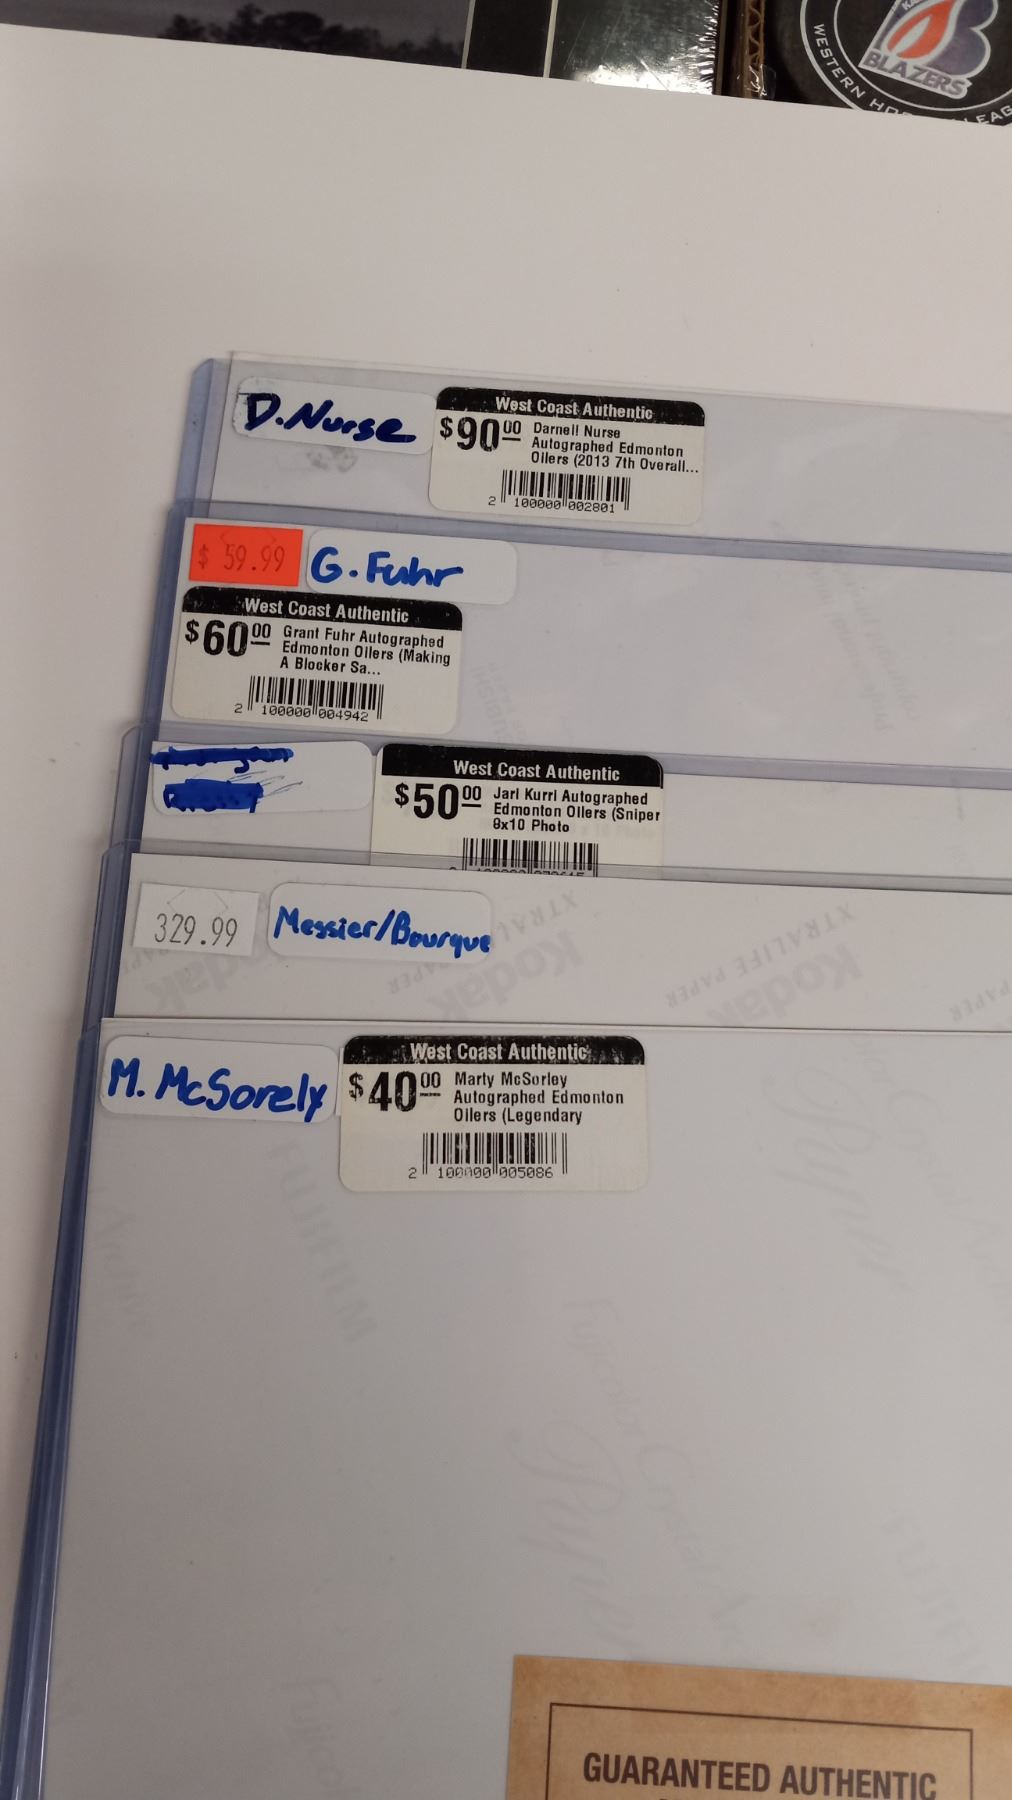 BLAZERS
WESTERN
D.Nurse
West Coast Authentic
$90 00 Darnell Nurse
Autographed Edmonton
Oilers (2013 7th Overall...
2 100000 002801
$ 59.99
G. Fuhr
West Coast Authentic
$60 00 Grant Fuhr Autographed
Edmonton Oilers (Making
A Blocker Sa...
2 100000 004942
West Coast Authentic
$50 00 Jari Kurri Autographed
Edmonton Oilers (Sniper
8x10 Photo
329.99
Messier/Bourque
XTRALIFE PAPER
Kodak
XTRALIFE PAPER
Kodak
M. McSorely
West Coast Authentic
$40 00 Marty McSorley
Autographed Edmonton
Oilers (Legendary
2 100000 005086
FUJIFILM
GUARANTEED AUTHENTIC